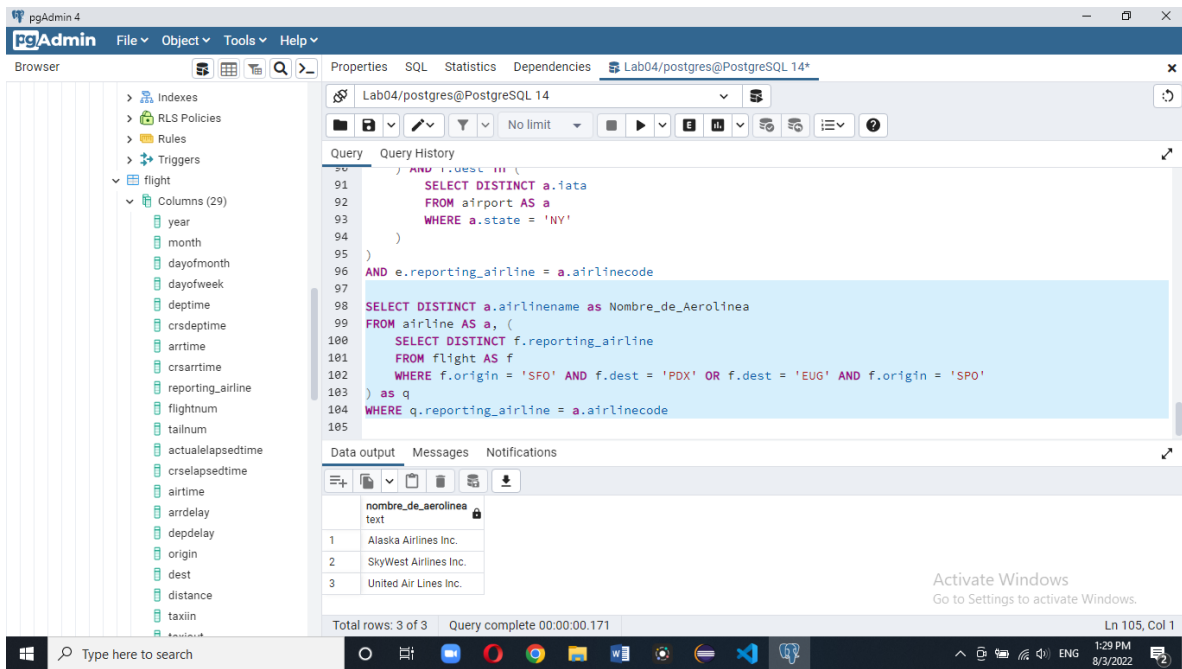 pgAdmin 4
pgAdmin File Object Tools Help
Browser
Properties SQL Statistics Dependencies Lab04/postgres@PostgreSQL 14*
Indexes
RLS Policies
Rules
Triggers
flight
Columns (29)
year
month
dayofmonth
dayofweek
deptime
crsdeptime
arrtime
crsarrtime
reporting_airline
flightnum
tailnum
actualelapsedtime
crselapsedtime
airtime
arrdelay
depdelay
origin
dest
distance
taxiin
Lab04/postgres@PostgreSQL 14
No limit
Query Query History
90 ) AND f.dest in (
91 SELECT DISTINCT a.iata
92 FROM airport AS a
93 WHERE a.state = 'NY'
94 )
95 )
96 AND e.reporting_airline = a.airlinecode
97
98 SELECT DISTINCT a.airlinename as Nombre_de_Aerolinea
99 FROM airline AS a, (
100 SELECT DISTINCT f.reporting_airline
101 FROM flight AS f
102 WHERE f.origin = 'SFO' AND f.dest = 'PDX' OR f.dest = 'EUG' AND f.origin = 'SPO'
103 ) as q
104 WHERE q.reporting_airline = a.airlinecode
105
Data output Messages Notifications
nombre_de_aerolinea
text
1 Alaska Airlines Inc.
2 SkyWest Airlines Inc.
3 United Air Lines Inc.
Activate Windows
Go to Settings to activate Windows.
Total rows: 3 of 3 Query complete 00:00:00.171 Ln 105, Col 1
Type here to search
ENG
1:29 PM
8/3/2022
2